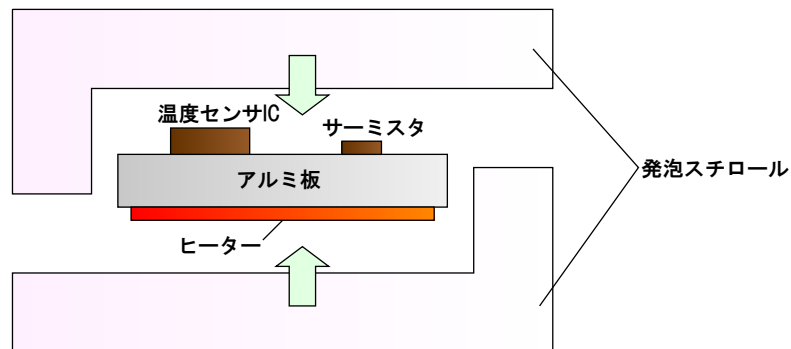 温度センサIC
サーミスタ
アルミ板
発泡スチロール
ヒーター